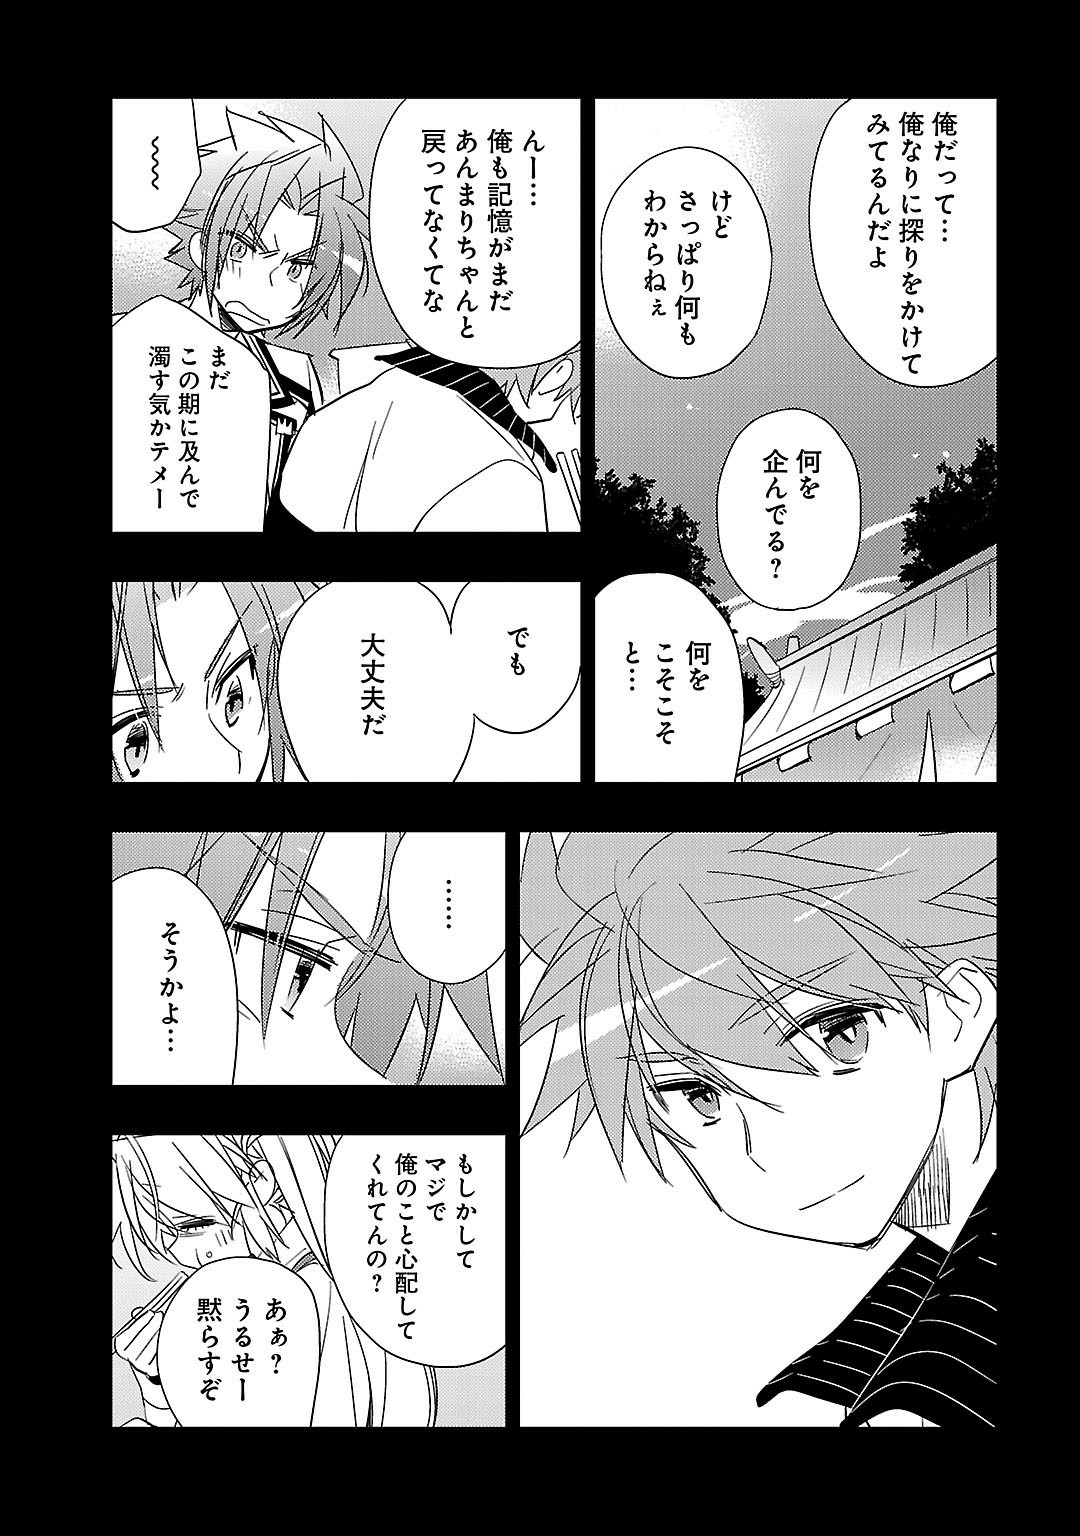 俺だって…
俺なりに探りをかけて
みてるんだよ
けど
さっぱり何も
わからねぇ
何を
企んでる？
何を
こそこそ
と…
んー…
俺も記憶がまだ
あんまりちゃんと
戻ってなくてな
〜〜
まだ
この期に及んで
濁す気かテメー
でも
大丈夫だ
……
そうかよ…
もしかして
マジで
俺のこと心配して
くれてんの？
あぁ？
うるせー
黙らすぞ